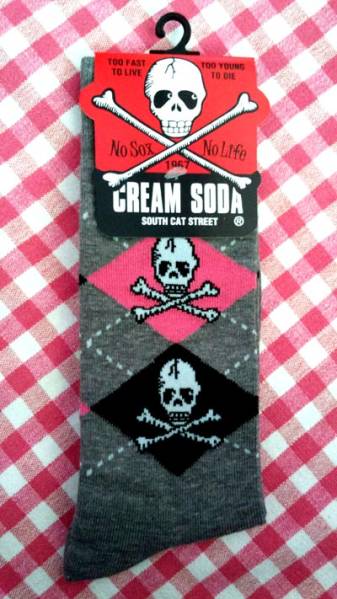 TOO FAST
TO LIVE
TOO YOUNG
TO DIE
No Sox
No Life
1967
CREAM SODA
SOUTH CAT STREET ®